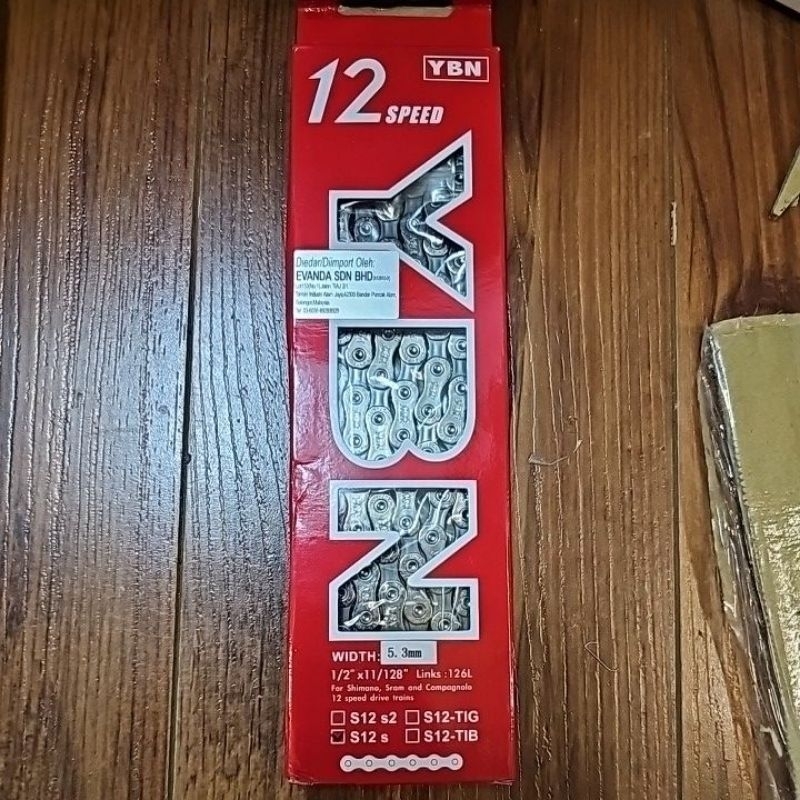 YBN
12 SPEED
YBN
Diedar/Diimport Oleh:
EVANDA SDN BHD
WIDTH: 5.3mm
1/2" x11/128" Links:126L
For Shimano, Sram and Campagnolo
12 speed drive trains
S12 s2 S12-TIG
S12 s S12-TIB